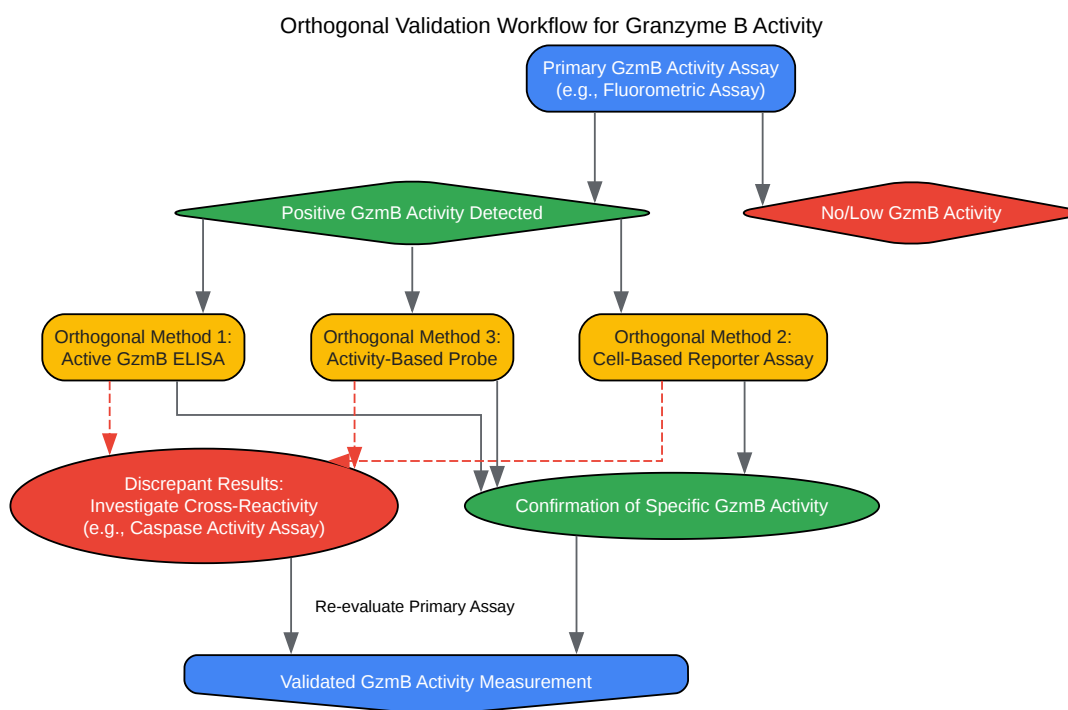 Orthogonal Validation Workflow for Granzyme B Activity
Primary GzmB Activity Assay
(e.g., Fluorometric Assay)
Positive GzmB Activity Detected
No/Low GzmB Activity
Orthogonal Method 1:
Active GzmB ELISA
Orthogonal Method 3:
Activity-Based Probe
Orthogonal Method 2:
Cell-Based Reporter Assay
Discrepant Results:
Investigate Cross-Reactivity
(e.g., Caspase Activity Assay)
Confirmation of Specific GzmB Activity
Re-evaluate Primary Assay
Validated GzmB Activity Measurement